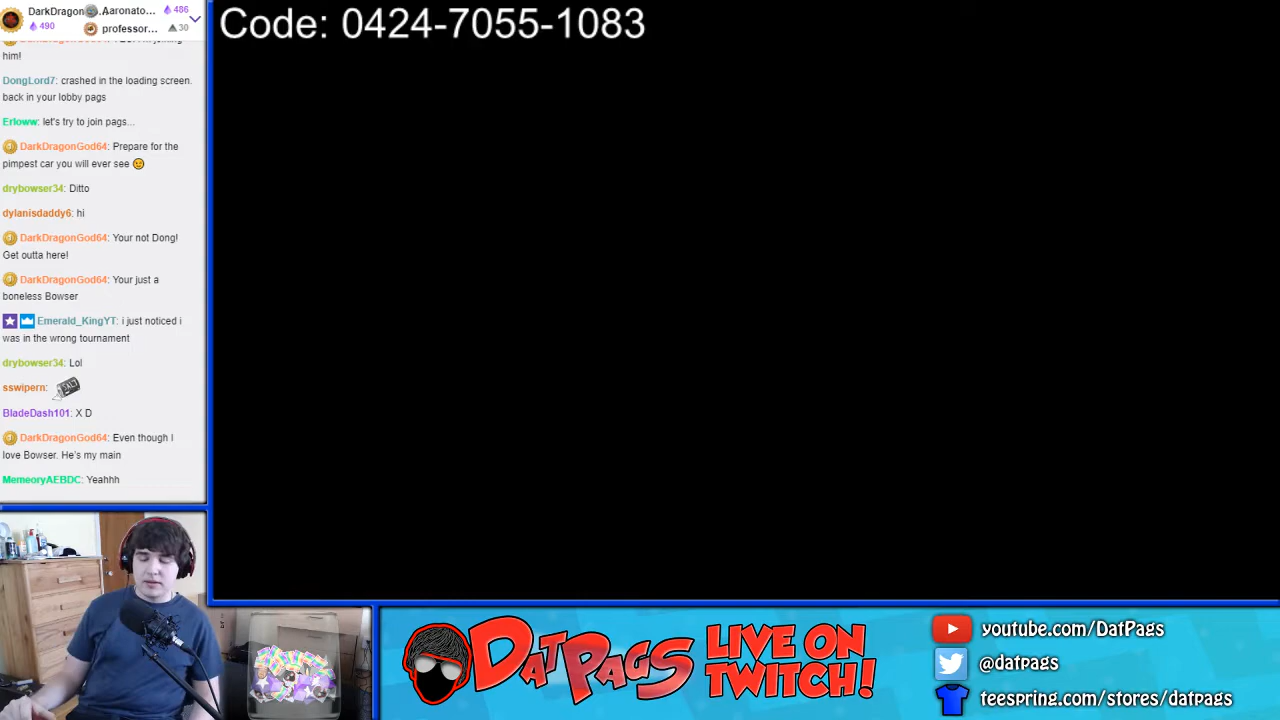 DarkDragon...
490
Aaronato... 486
professor... 30
Code: 0424-7055-1083
him!
DongLord7: crashed in the loading screen.
back in your lobby pags
Erloww: let's try to join pags...
DarkDragonGod64: Prepare for the
pimpest car you will ever see
drybowser34: Ditto
dylanisdaddy6: hi
DarkDragonGod64: Your not Dong!
Get outta here!
DarkDragonGod64: Your just a
boneless Bowser
Emerald_KingYT: i just noticed i
was in the wrong tournament
drybowser34: Lol
sswipern:
SALT
BladeDash101: X D
DarkDragonGod64: Even though I
love Bowser. He's my main
MemeoryAEBDC: Yeahhh
DATPAGS LIVE ON
TWITCH!
youtube.com/DatPags
@datpags
teespring.com/stores/datpags